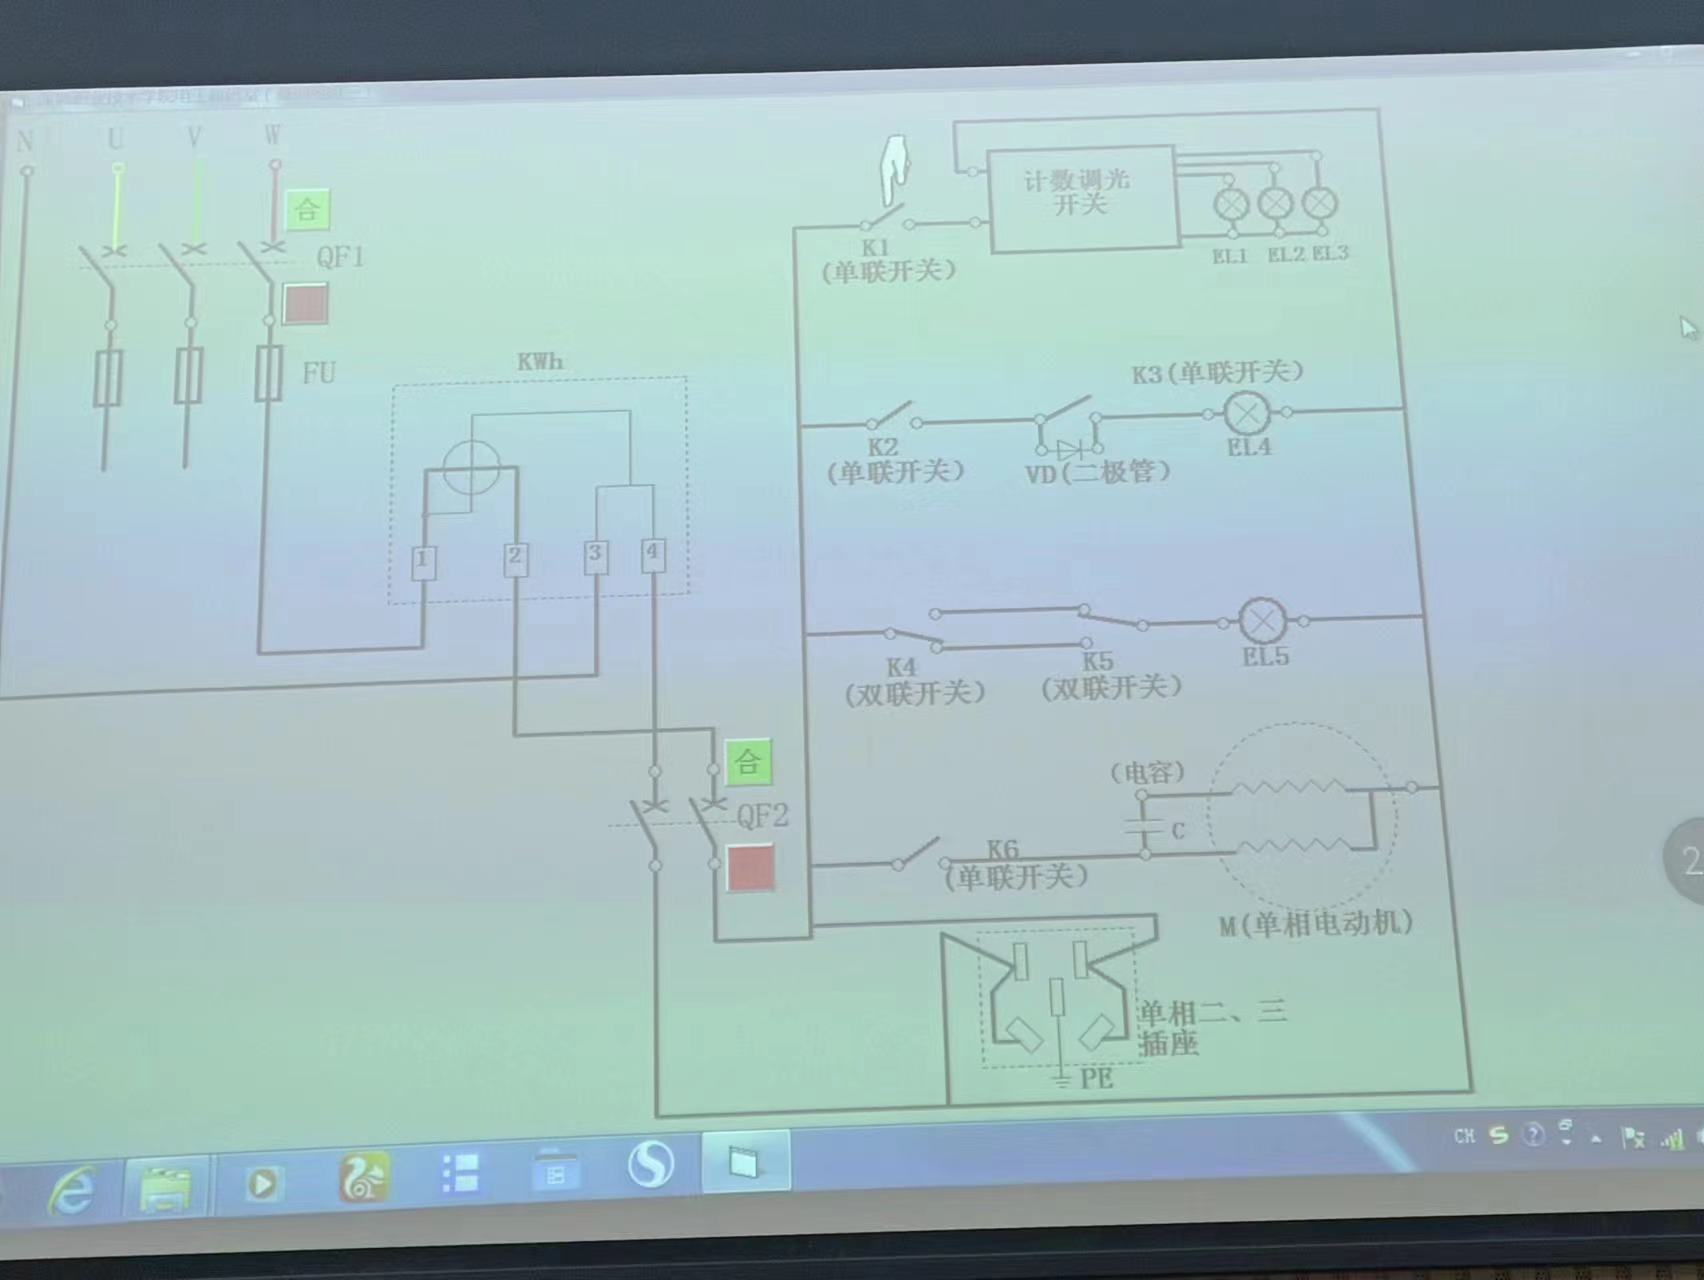 N
U
V
W
合
QF1
FU
KWh
1
2
3
4
合
QF2
计数调光
开关
K1
(单联开关)
EL1
EL2
EL3
K3(单联开关)
K2
(单联开关)
VD(二极管)
EL4
K4
(双联开关)
K5
(双联开关)
EL5
(电容)
C
K6
(单联开关)
M(单相电动机)
单相二、三
插座
PE
CH
2